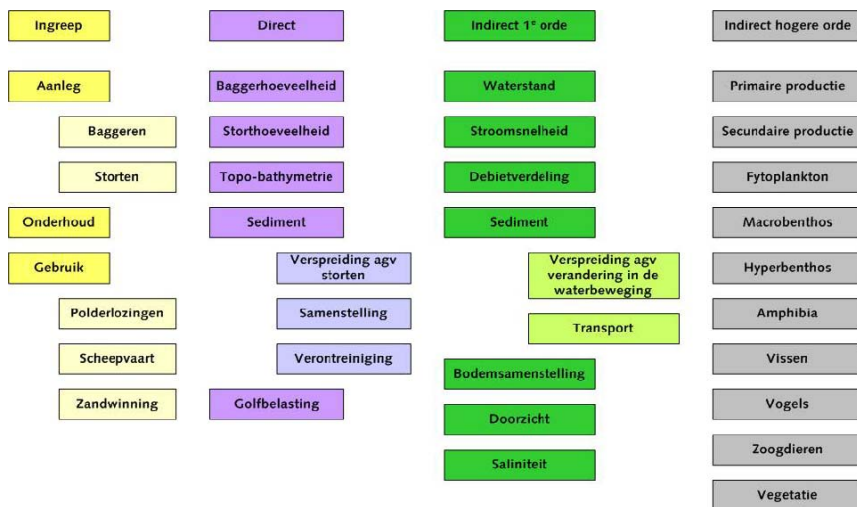 Ingreep
Aanleg
Baggeren
Storten
Onderhoud
Gebruik
Polderlozingen
Scheepvaart
Zandwinning
Direct
Baggerhoeveelheid
Storthoeveelheid
Topo-bathymetrie
Sediment
Verspreiding agv
storten
Samenstelling
Verontreiniging
Golfbelasting
Indirect 1e orde
Waterstand
Stroomsnelheid
Debietverdeling
Sediment
Verspreiding agv
verandering in de
waterbeweging
Transport
Bodemsamenstelling
Doorzicht
Saliniteit
Indirect hogere orde
Primaire productie
Secundaire productie
Fytoplankton
Macrobenthos
Hyperbenthos
Amphibia
Vissen
Vogels
Zoogdieren
Vegetatie